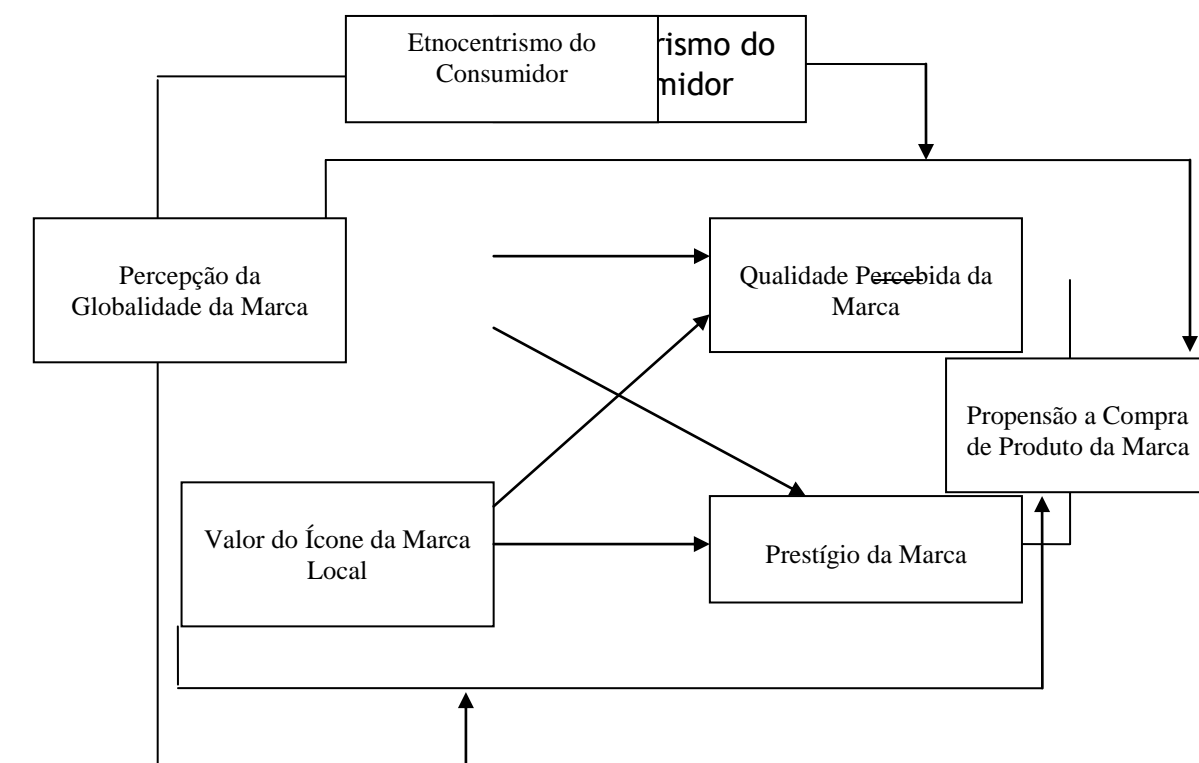 Etnocentrismo do
Consumidor
rismo do
midor
Percepção da
Globalidade da Marca
Qualidade Percebida da
Marca
Propensão a Compra
de Produto da Marca
Valor do Ícone da Marca
Local
Prestígio da Marca